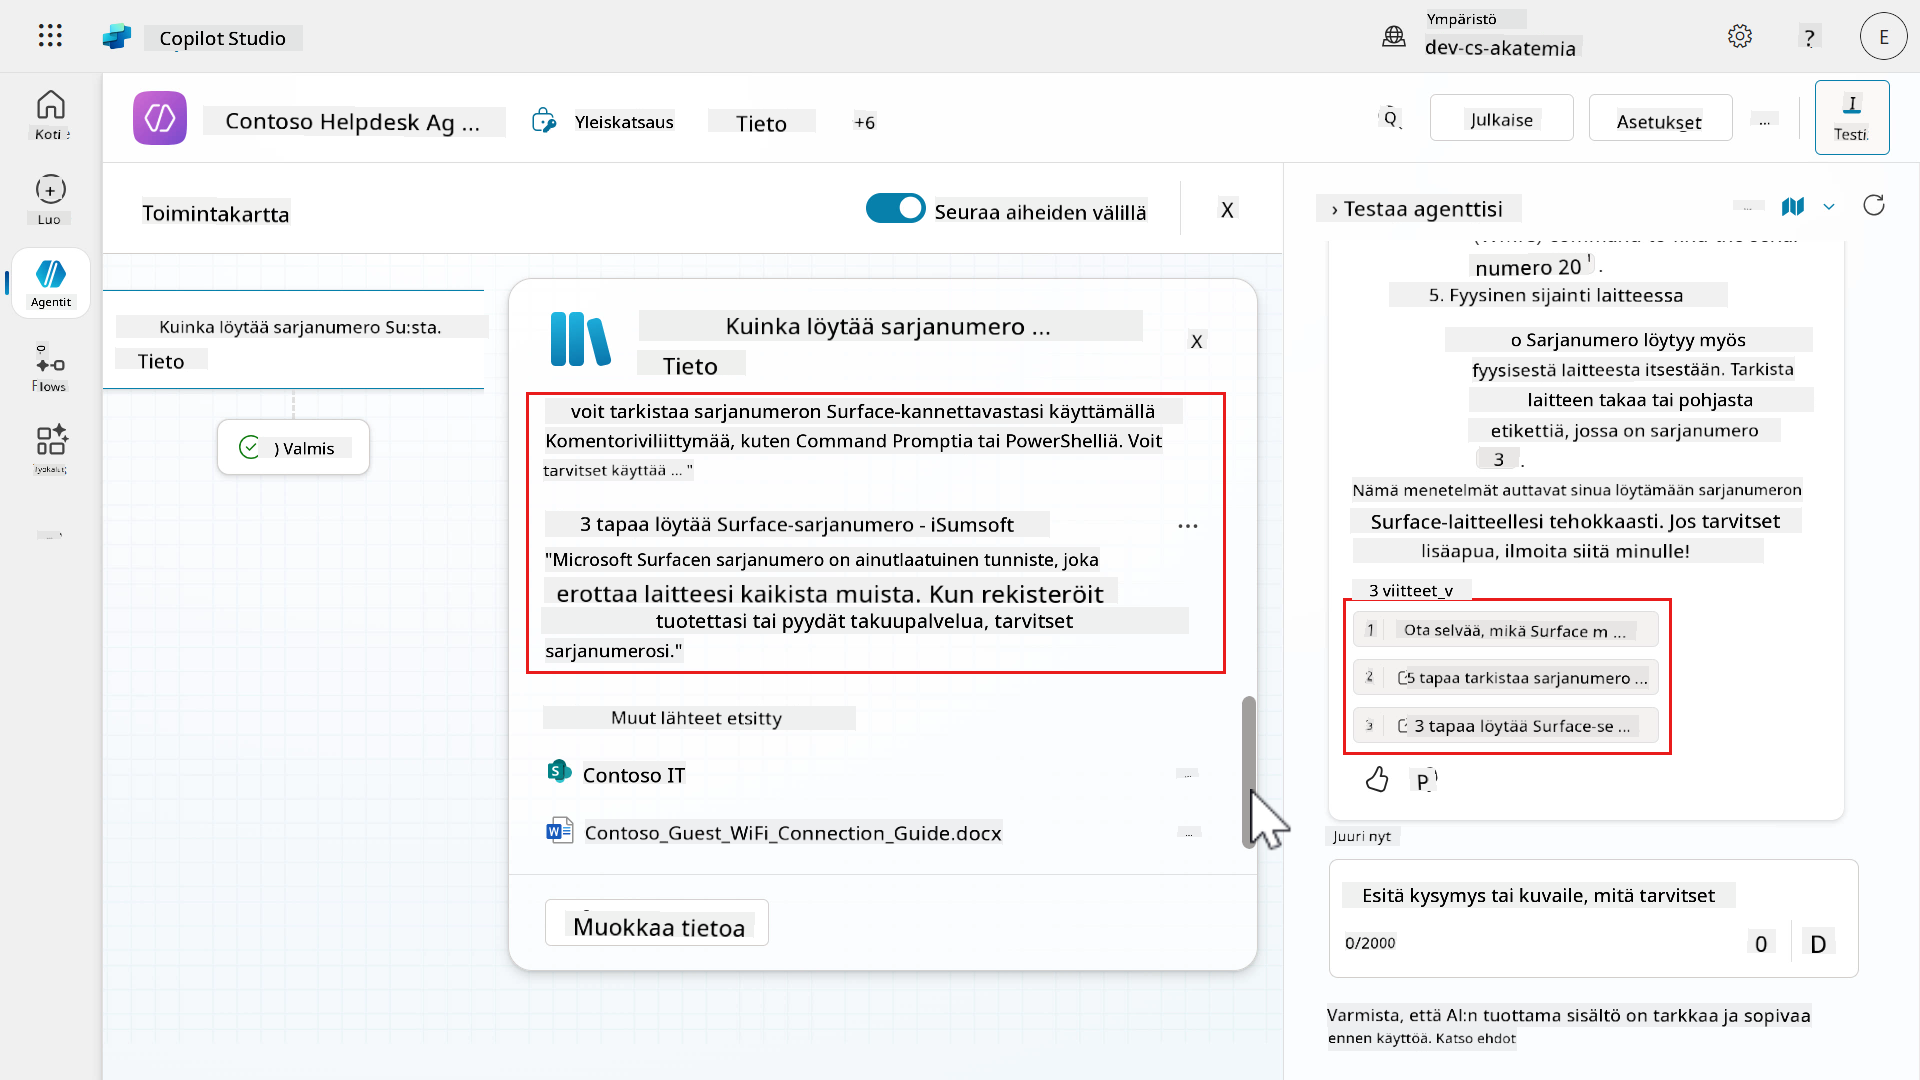 Copilot Studio
Ympäristö
dev-cs-akatemia
?
E
Koti
Luo
Agentit
Flows
Contoso Helpdesk Ag ...
Yleiskatsaus
Tieto
+6
Q
Julkaise
Asetukset
...
I
Testi.
Toimintakartta
Seuraa aiheiden välillä
X
Kuinka löytää sarjanumero Su:sta.
Tieto
) Valmis
Kuinka löytää sarjanumero ...
Tieto
X
voit tarkistaa sarjanumeron Surface-kannettavastasi käyttämällä
Komentoriviliittymää, kuten Command Promptia tai PowerShelliä. Voit
tarvitset käyttää ... "
3 tapaa löytää Surface-sarjanumero - iSumsoft
...
"Microsoft Surfacen sarjanumero on ainutlaatuinen tunniste, joka
erottaa laitteesi kaikista muista. Kun rekisteröit
tuotettasi tai pyydät takuupalvelua, tarvitset
sarjanumerosi."
Muut lähteet etsitty
Contoso IT
...
Contoso_Guest_WiFi_Connection_Guide.docx
...
Muokkaa tietoa
› Testaa agenttisi
...
numero 20
5. Fyysinen sijainti laitteessa
o Sarjanumero löytyy myös
fyysisestä laitteesta itsestään. Tarkista
laitteen takaa tai pohjasta
etikettiä, jossa on sarjanumero
3 .
Nämä menetelmät auttavat sinua löytämään sarjanumeron
Surface-laitteellesi tehokkaasti. Jos tarvitset
lisäapua, ilmoita siitä minulle!
3 viitteet_v
1 Ota selvää, mikä Surface m ...
2 5 tapaa tarkistaa sarjanumero ...
3 3 tapaa löytää Surface-se ...
P
Juuri nyt
Esitä kysymys tai kuvaile, mitä tarvitset
0/2000
0
D
Varmista, että AI:n tuottama sisältö on tarkkaa ja sopivaa
ennen käyttöä. Katso ehdot